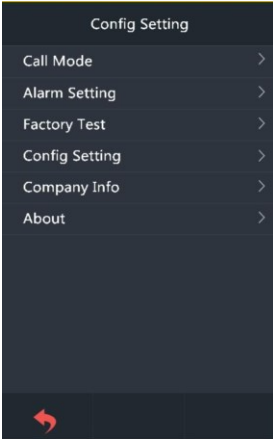 Config Setting
Call Mode
Alarm Setting
Factory Test
Config Setting
Company Info
About